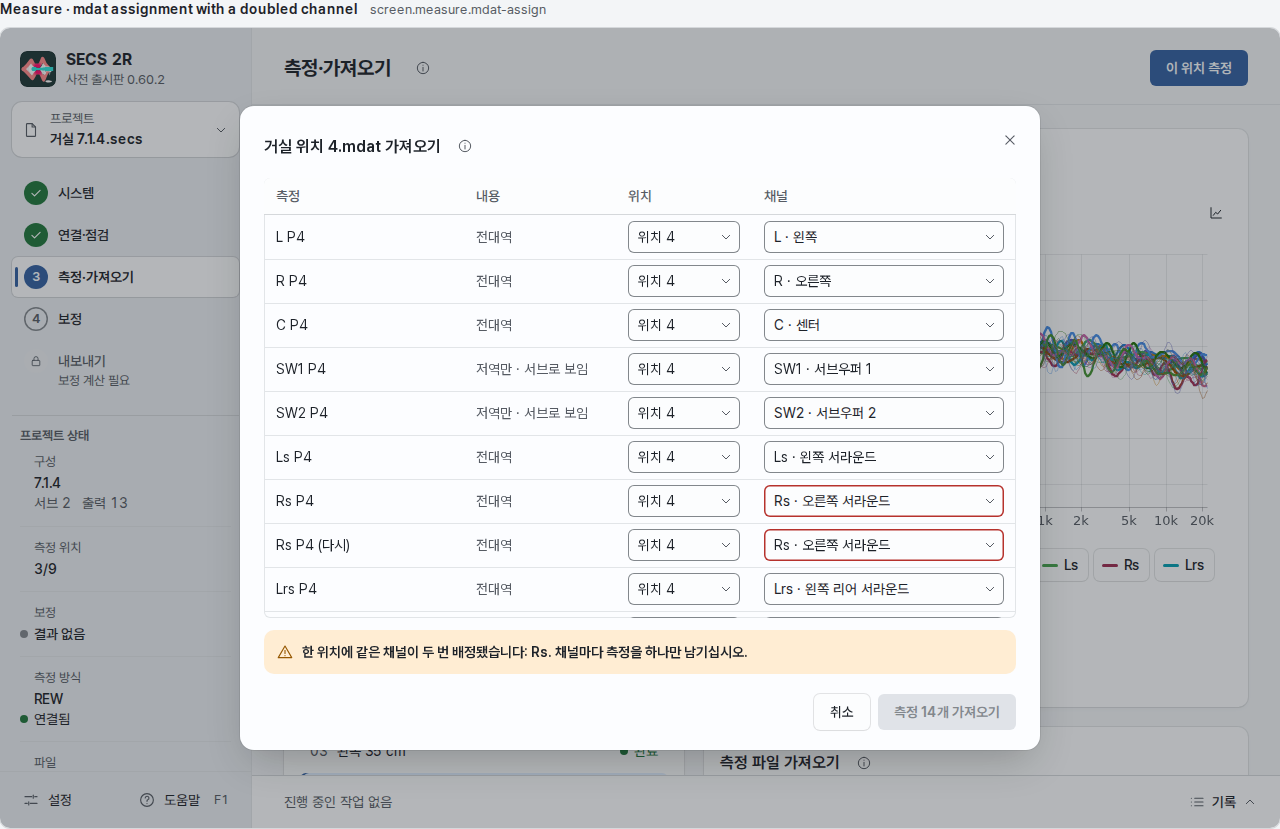 Measure · mdat assignment with a doubled channel screen.measure.mdat-assign
SECS 2R
사전 출시판 0.60.2
프로젝트
거실 7.1.4.secs
시스템
연결·점검
3 측정·가져오기
4 보정
내보내기
보정 계산 필요
프로젝트 상태
구성
7.1.4
서브 2 출력 13
측정 위치
3/9
보정
결과 없음
측정 방식
REW
연결됨
파일
설정
도움말 F1
측정·가져오기
이 위치 측정
거실 위치 4.mdat 가져오기
측정 내용 위치 채널
L P4 전대역 위치 4 L · 왼쪽
R P4 전대역 위치 4 R · 오른쪽
C P4 전대역 위치 4 C · 센터
SW1 P4 저역만 · 서브로 보임 위치 4 SW1 · 서브우퍼 1
SW2 P4 저역만 · 서브로 보임 위치 4 SW2 · 서브우퍼 2
Ls P4 전대역 위치 4 Ls · 왼쪽 서라운드
Rs P4 전대역 위치 4 Rs · 오른쪽 서라운드
Rs P4 (다시) 전대역 위치 4 Rs · 오른쪽 서라운드
Lrs P4 전대역 위치 4 Lrs · 왼쪽 리어 서라운드
한 위치에 같은 채널이 두 번 배정됐습니다: Rs. 채널마다 측정을 하나만 남기십시오.
취소 측정 14개 가져오기
1k 2k 5k 10k 20k
Ls Rs Lrs
03 왼쪽 35 cm 완료
측정 파일 가져오기
진행 중인 작업 없음
기록